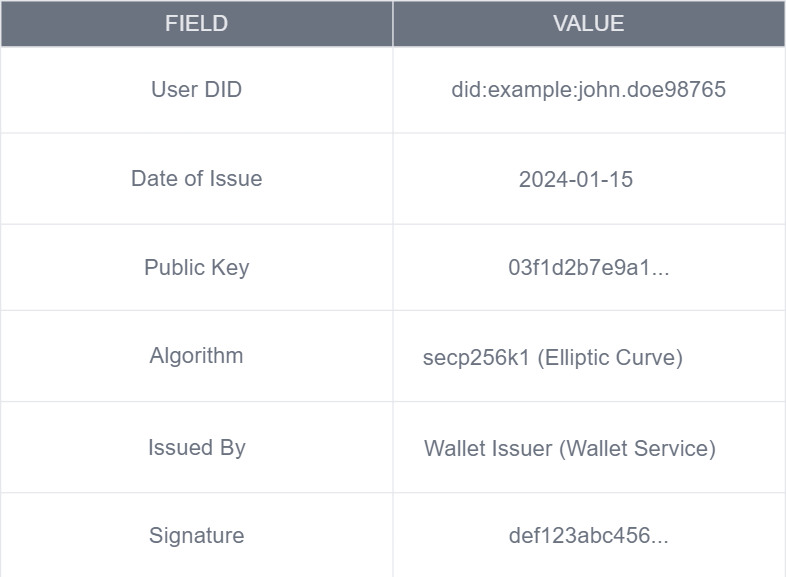 FIELD VALUE
User DID did:example:john.doe98765
Date of Issue 2024-01-15
Public Key 03f1d2b7e9a1...
Algorithm secp256k1 (Elliptic Curve)
Issued By Wallet Issuer (Wallet Service)
Signature def123abc456...